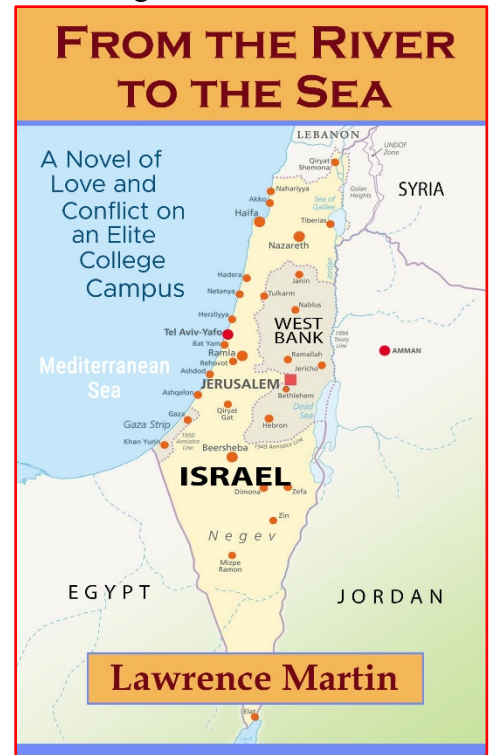 FROM THE RIVER
TO THE SEA
A Novel of
Love and
Conflict on
an Elite
College
Campus
LEBANON
UNDOF
Zone
Qiryat
Shemona
Nahariyya
Golan
Heights
SYRIA
Akko
Sea of
Galilee
Haifa
Tiberias
Nazareth
Jordan
Hadera
Janin
Netanya
Tulkarm
Nablus
Herzliyya
WEST
BANK
1994
Treaty
Line
Tel Aviv-Yafo
Bat Yam
AMMAN
Ramla
Ramallah
Rehovot
Jericho
Mediterranean
Sea
Ashdod
JERUSALEM
Ashqelon
Bethlehem
Qiryat
Gat
Dead
Sea
Gaza
Gaza Strip
Hebron
Khan Yunis
1950
Armistice
Line
1949 Armistice Line
Beersheba
ISRAEL
Dimona
Zefa
Zin
Negev
Mizpe
Ramon
EGYPT
JORDAN
Lawrence Martin
Elat